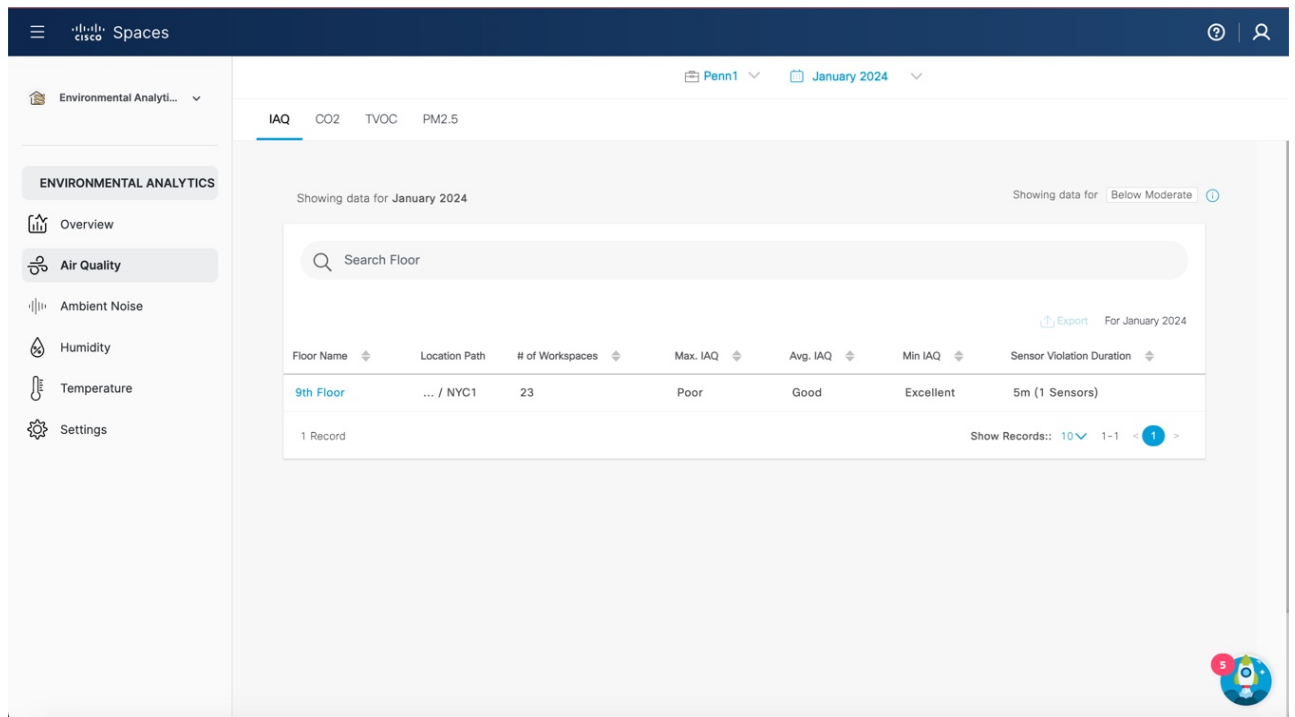 cisco Spaces
Penn1 January 2024
Environmental Analyti...
IAQ CO2 TVOC PM2.5
ENVIRONMENTAL ANALYTICS
Overview
Air Quality
Ambient Noise
Humidity
Temperature
Settings
Showing data for January 2024
Showing data for Below Moderate
Search Floor
Export For January 2024
Floor Name Location Path # of Workspaces Max. IAQ Avg. IAQ Min IAQ Sensor Violation Duration
9th Floor ... / NYC1 23 Poor Good Excellent 5m (1 Sensors)
1 Record Show Records:: 10 1-1 < 1 >
5